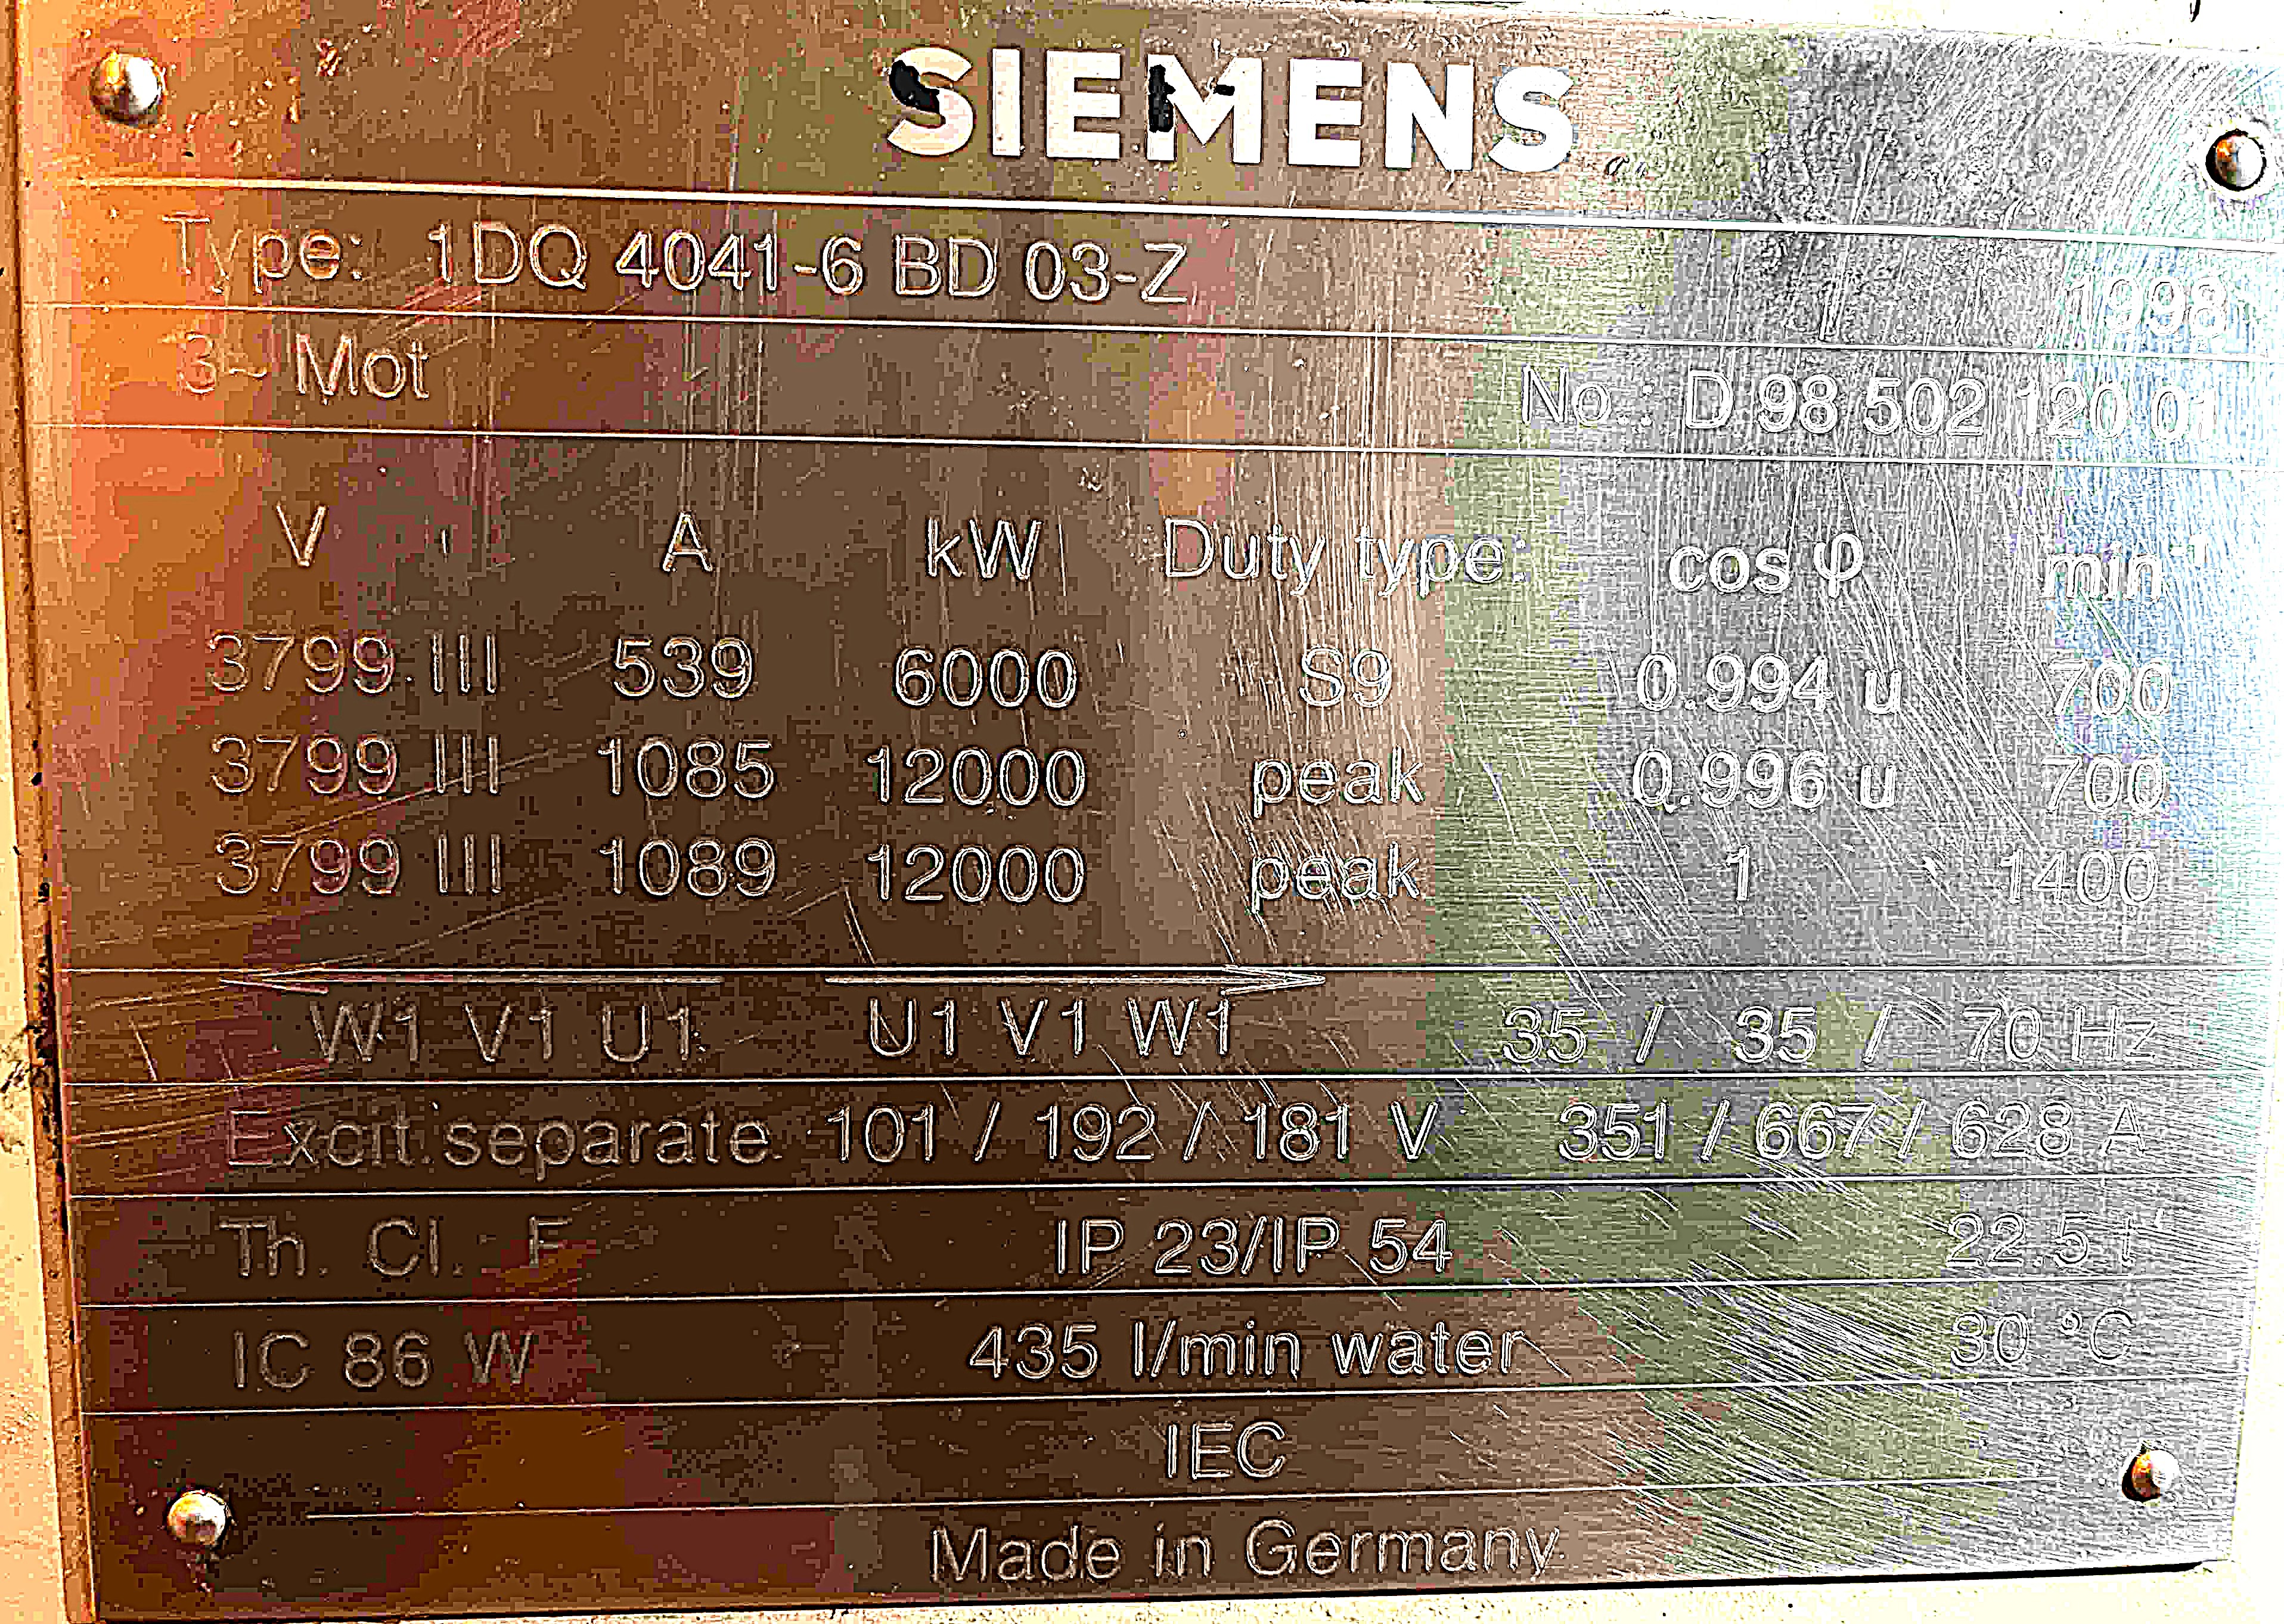 SIEMENS
Type: 1DQ 4041-6 BD 03-Z 1998
3~ Mot No.: D 98 502 120 01
V A kW Duty type: cos φ min⁻¹
3799 III 539 6000 S9 0.994 u 700
3799 III 1085 12000 peak 0.996 u 700
3799 III 1089 12000 peak 1 1400
W1 V1 U1 U1 V1 W1 35 / 35 / 70 Hz
Excit.separate 101 / 192 / 181 V 351 / 667 / 628 A
Th. Cl. F IP 23/IP 54 22.5 t
IC 86 W 435 l/min water 30 °C
IEC
Made in Germany